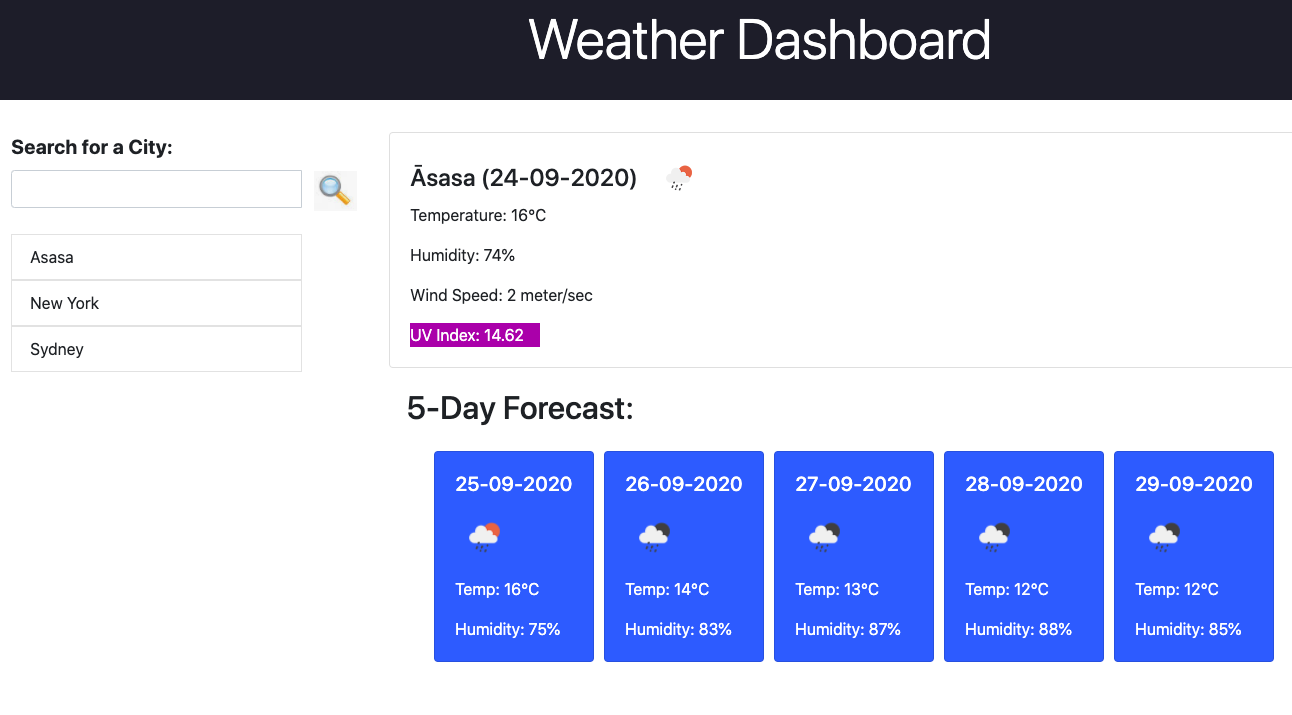 Weather Dashboard
Search for a City:
Asasa
New York
Sydney
Āsasa (24-09-2020)
Temperature: 16°C
Humidity: 74%
Wind Speed: 2 meter/sec
UV Index: 14.62
5-Day Forecast:
25-09-2020
Temp: 16°C
Humidity: 75%
26-09-2020
Temp: 14°C
Humidity: 83%
27-09-2020
Temp: 13°C
Humidity: 87%
28-09-2020
Temp: 12°C
Humidity: 88%
29-09-2020
Temp: 12°C
Humidity: 85%